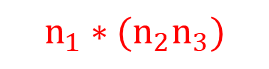 n₁ * (n₂n₃)